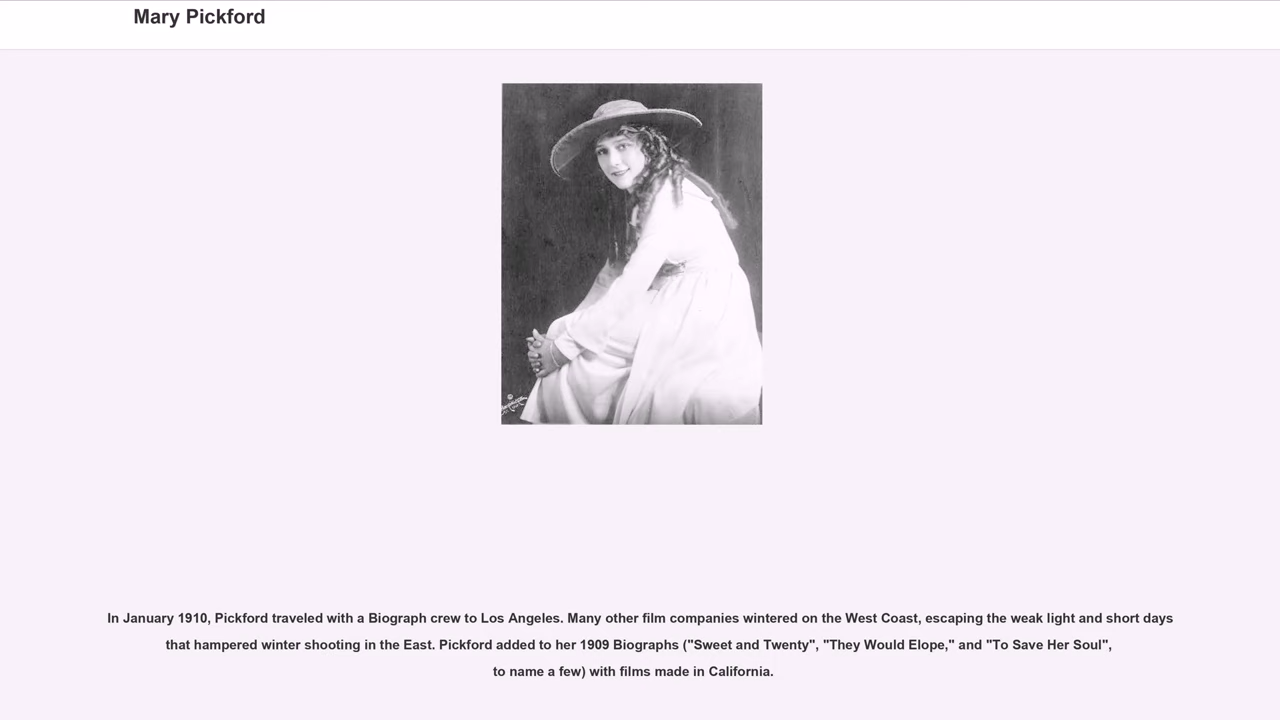 Mary Pickford
In January 1910, Pickford traveled with a Biograph crew to Los Angeles. Many other film companies wintered on the West Coast, escaping the weak light and short days
that hampered winter shooting in the East. Pickford added to her 1909 Biographs ("Sweet and Twenty", "They Would Elope," and "To Save Her Soul",
to name a few) with films made in California.